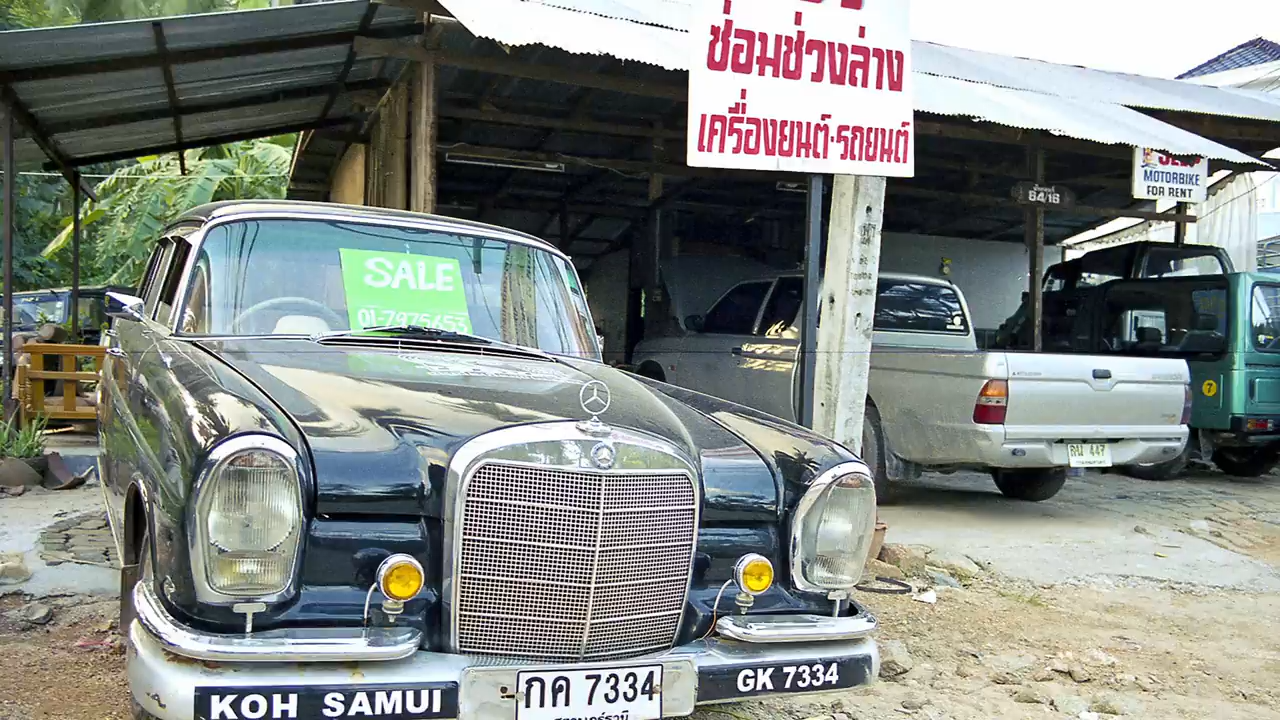 ซ่อมช่วงล่าง
เครื่องยนต์·รถยนต์
MOTORBIKE
FOR RENT
64/16
SALE
01-7975453
7
กค 7334
KOH SAMUI
GK 7334